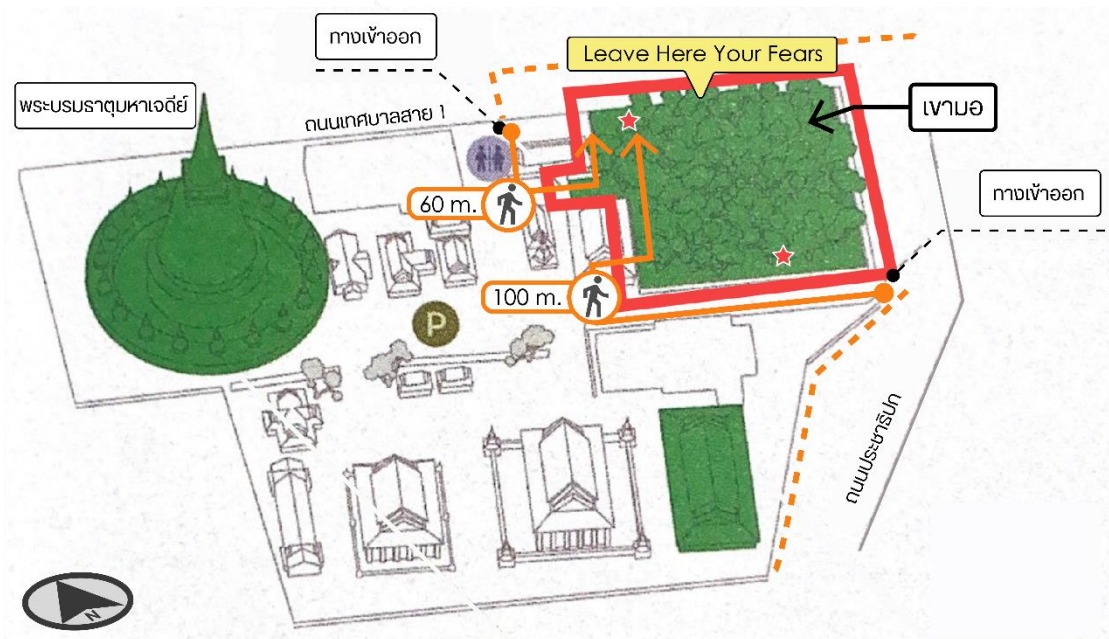 ทางเข้าออก
Leave Here Your Fears
พระบรมธาตุมหาเจดีย์
ถนนเทศบาลสาย 1
เขามอ
ทางเข้าออก
60 m.
100 m.
P
ถนนประชาธิปก
N